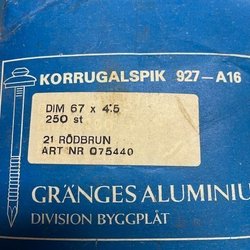 KORRUGALSPIK 927-A16
DIM 67 x 4.5
250 st
21 RÖDBRUN
ART NR 075440
GRÄNGES ALUMINIU
DIVISION BYGGPLÅT